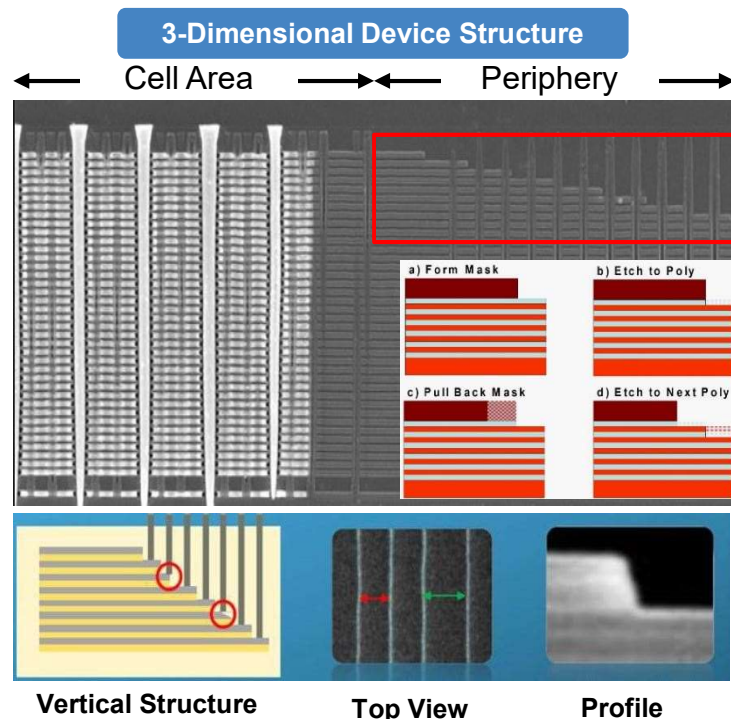 3-Dimensional Device Structure
Cell Area
Periphery
a) Form Mask
b) Etch to Poly
c) Pull Back Mask
d) Etch to Next Poly
Vertical Structure
Top View
Profile